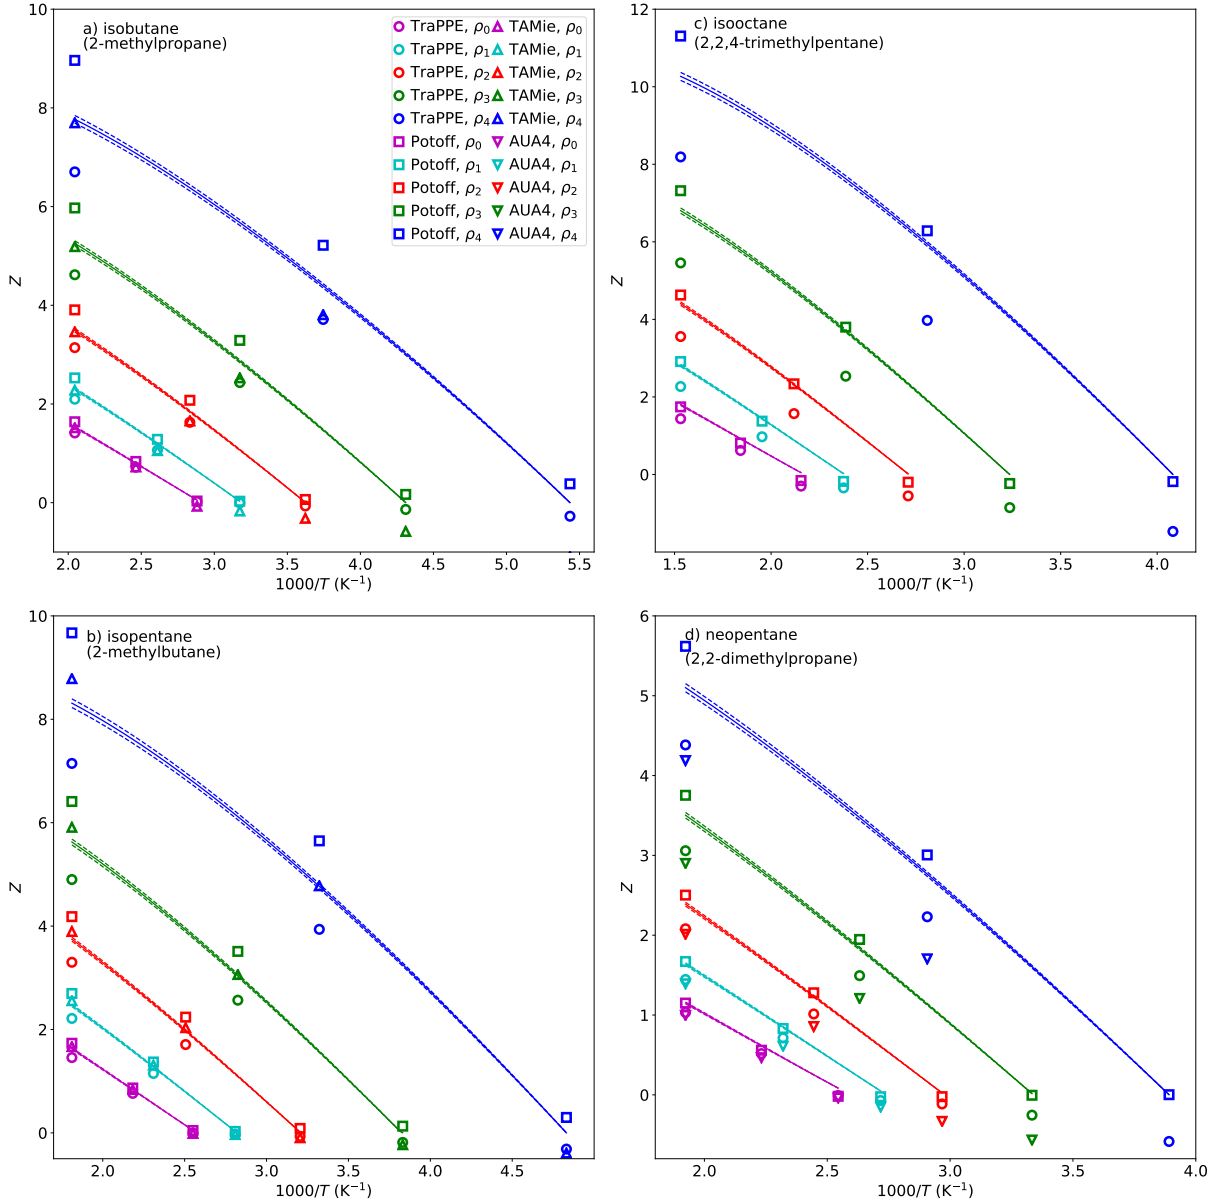 a) isobutane
(2-methylpropane)
TraPPE, ρ0
TraPPE, ρ1
TraPPE, ρ2
TraPPE, ρ3
TraPPE, ρ4
Potoff, ρ0
Potoff, ρ1
Potoff, ρ2
Potoff, ρ3
Potoff, ρ4
TAMie, ρ0
TAMie, ρ1
TAMie, ρ2
TAMie, ρ3
TAMie, ρ4
AUA4, ρ0
AUA4, ρ1
AUA4, ρ2
AUA4, ρ3
AUA4, ρ4
10
8
6
4
2
0
Z
2.0 2.5 3.0 3.5 4.0 4.5 5.0 5.5
1000/T (K⁻¹)
c) isooctane
(2,2,4-trimethylpentane)
12
10
8
6
4
2
0
Z
1.5 2.0 2.5 3.0 3.5 4.0
1000/T (K⁻¹)
b) isopentane
(2-methylbutane)
10
8
6
4
2
0
Z
2.0 2.5 3.0 3.5 4.0 4.5
1000/T (K⁻¹)
d) neopentane
(2,2-dimethylpropane)
6
5
4
3
2
1
0
Z
2.0 2.5 3.0 3.5 4.0
1000/T (K⁻¹)